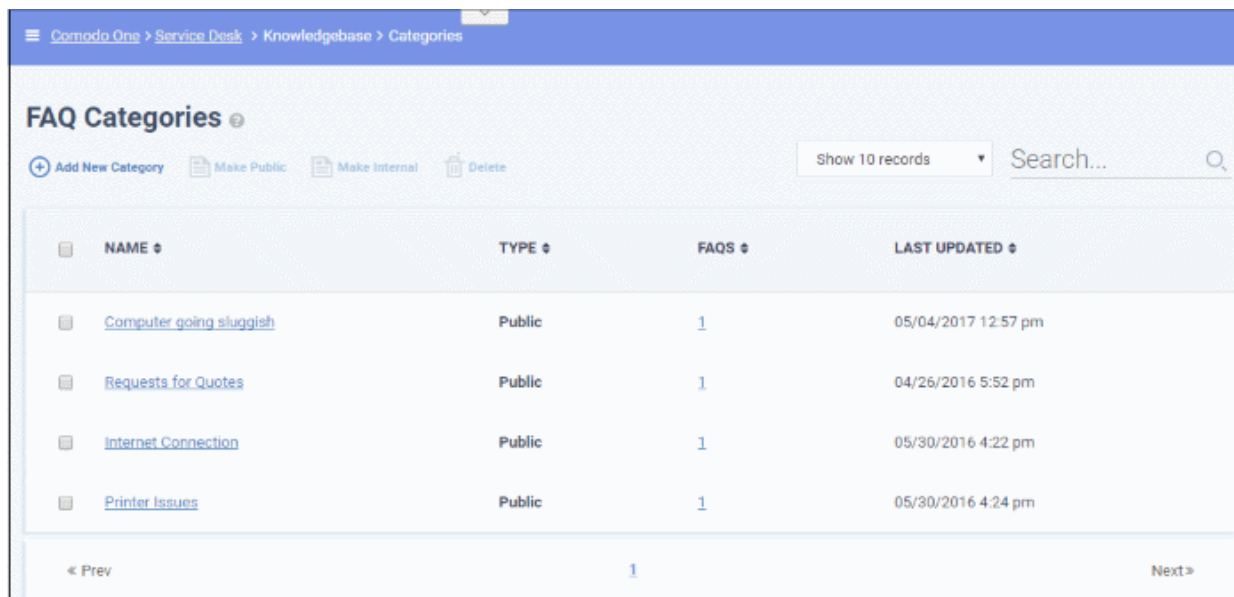 Comodo One > Service Desk > Knowledgebase > Categories
FAQ Categories
Add New Category Make Public Make Internal Delete Show 10 records Search...
NAME TYPE FAQS LAST UPDATED
Computer going sluggish Public 1 05/04/2017 12:57 pm
Requests for Quotes Public 1 04/26/2016 5:52 pm
Internet Connection Public 1 05/30/2016 4:22 pm
Printer Issues Public 1 05/30/2016 4:24 pm
« Prev 1 Next »